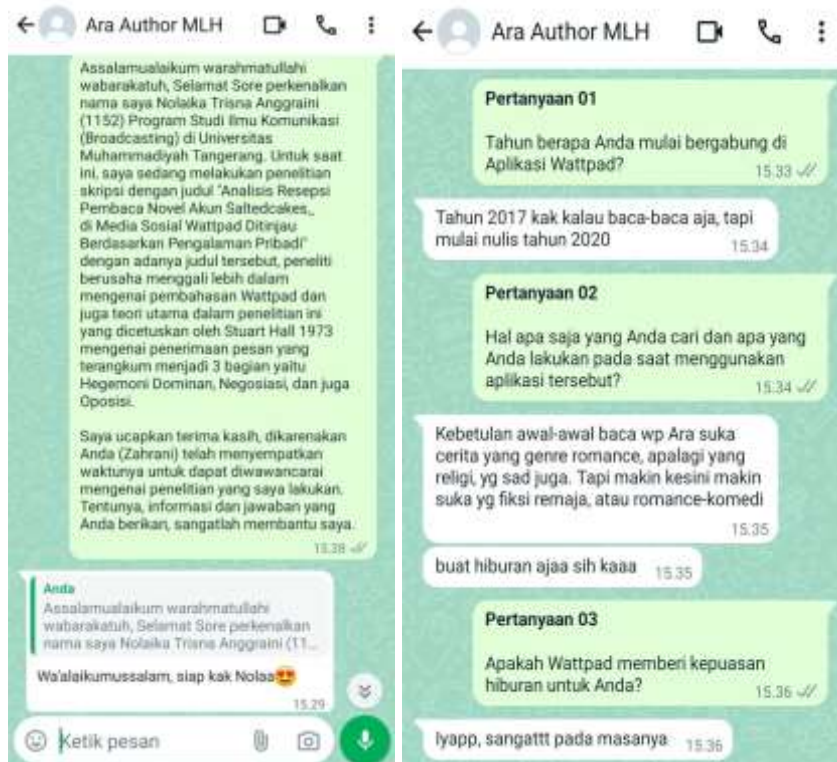 Ara Author MLH
Assalamualaikum warahmatullahi
wabarakatuh, Selamat Sore perkenalkan
nama saya Nolaika Trisna Anggraini
(1152) Program Studi Ilmu Komunikasi
(Broadcasting) di Universitas
Muhammadiyah Tangerang. Untuk saat
ini, saya sedang melakukan penelitian
skripsi dengan judul "Analisis Resepsi
Pembaca Novel Akun Saltedcakes,_
di Media Sosial Wattpad Ditinjau
Berdasarkan Pengalaman Pribadi"
dengan adanya judul tersebut, peneliti
berusaha menggali lebih dalam
mengenai pembahasan Wattpad dan
juga teori utama dalam penelitian ini
yang dicetuskan oleh Stuart Hall 1973
mengenai penerimaan pesan yang
terangkum menjadi 3 bagian yaitu
Hegemoni Dominan, Negosiasi, dan juga
Oposisi.
Saya ucapkan terima kasih, dikarenakan
Anda (Zahrani) telah menyempatkan
waktunya untuk dapat diwawancarai
mengenai penelitian yang saya lakukan.
Tentunya, informasi dan jawaban yang
Anda berikan, sangatlah membantu saya.
Anda
Assalamualaikum warahmatullahi
wabarakatuh, Selamat Sore perkenalkan
nama saya Nolaika Trisna Anggraini (11...
Wa'alaikumussalam, siap kak Nolaa😍
15.29
Ketik pesan
Ara Author MLH
Pertanyaan 01
Tahun berapa Anda mulai bergabung di
Aplikasi Wattpad?
15.33
Tahun 2017 kak kalau baca-baca aja, tapi
mulai nulis tahun 2020
15.34
Pertanyaan 02
Hal apa saja yang Anda cari dan apa yang
Anda lakukan pada saat menggunakan
aplikasi tersebut?
15.34
Kebetulan awal-awal baca wp Ara suka
cerita yang genre romance, apalagi yang
religi, yg sad juga. Tapi makin kesini makin
suka yg fiksi remaja, atau romance-komedi
15.35
buat hiburan ajaa sih kaaa 15.35
Pertanyaan 03
Apakah Wattpad memberi kepuasan
hiburan untuk Anda?
15.36
Iyapp, sangattt pada masanya 15.36